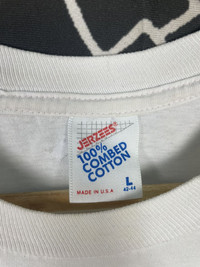 JERZEES
100%
COMBED
COTTON
MADE IN U.S.A
L
42-44